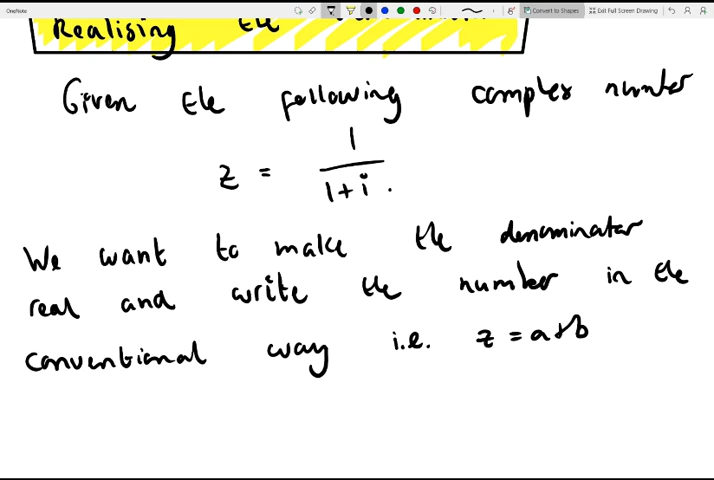 OneNote
Convert to Shapes
Exit Full Screen Drawing
Realising the
Given the following complex number
z = 1/(1+i).
We want to make the denominator
real and write the number in the
conventional way i.e. z = a+b